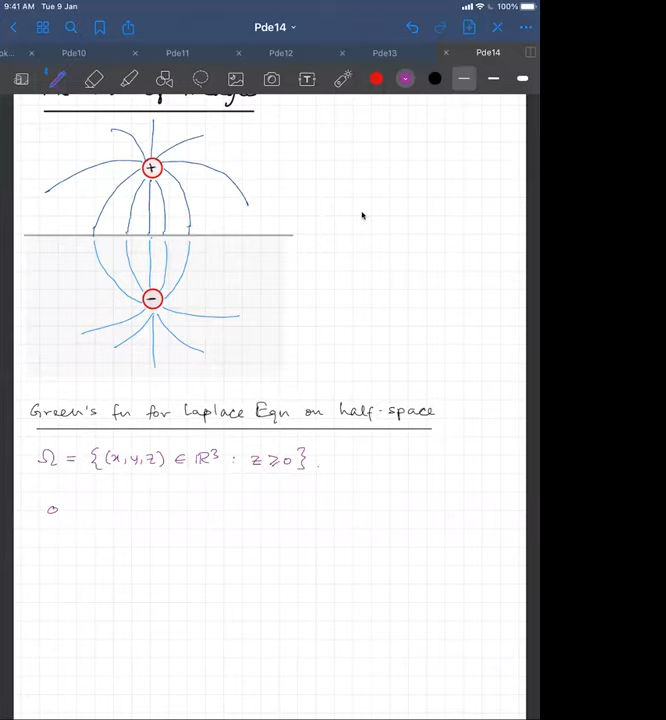 9:41 AM Tue 9 Jan
100%
Pde14
Pde10
Pde11
Pde12
Pde13
Pde14
+
−
Green's fn for Laplace Eqn on half-space
Ω = {(x,y,z) ∈ ℝ³ : z ⩾ 0}.